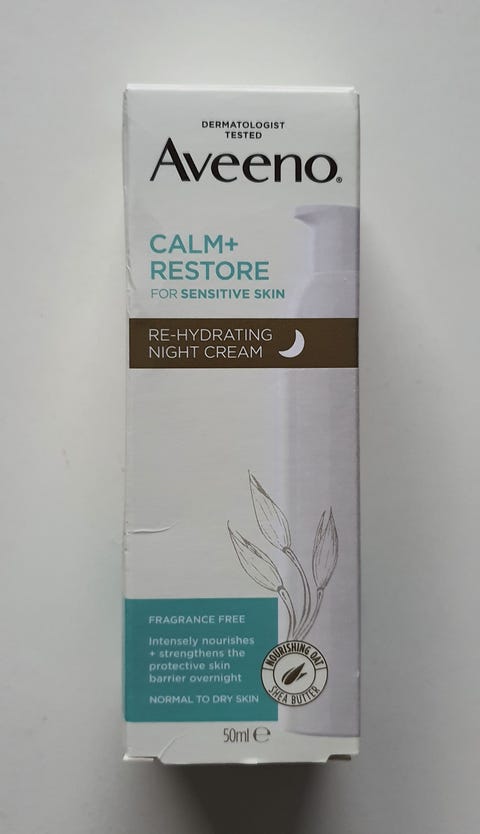 DERMATOLOGIST
TESTED
Aveeno®
CALM+
RESTORE
FOR SENSITIVE SKIN
RE-HYDRATING
NIGHT CREAM
FRAGRANCE FREE
Intensely nourishes
+ strengthens the
protective skin
barrier overnight
NORMAL TO DRY SKIN
NOURISHING OAT
SHEA BUTTER
50ml ℮